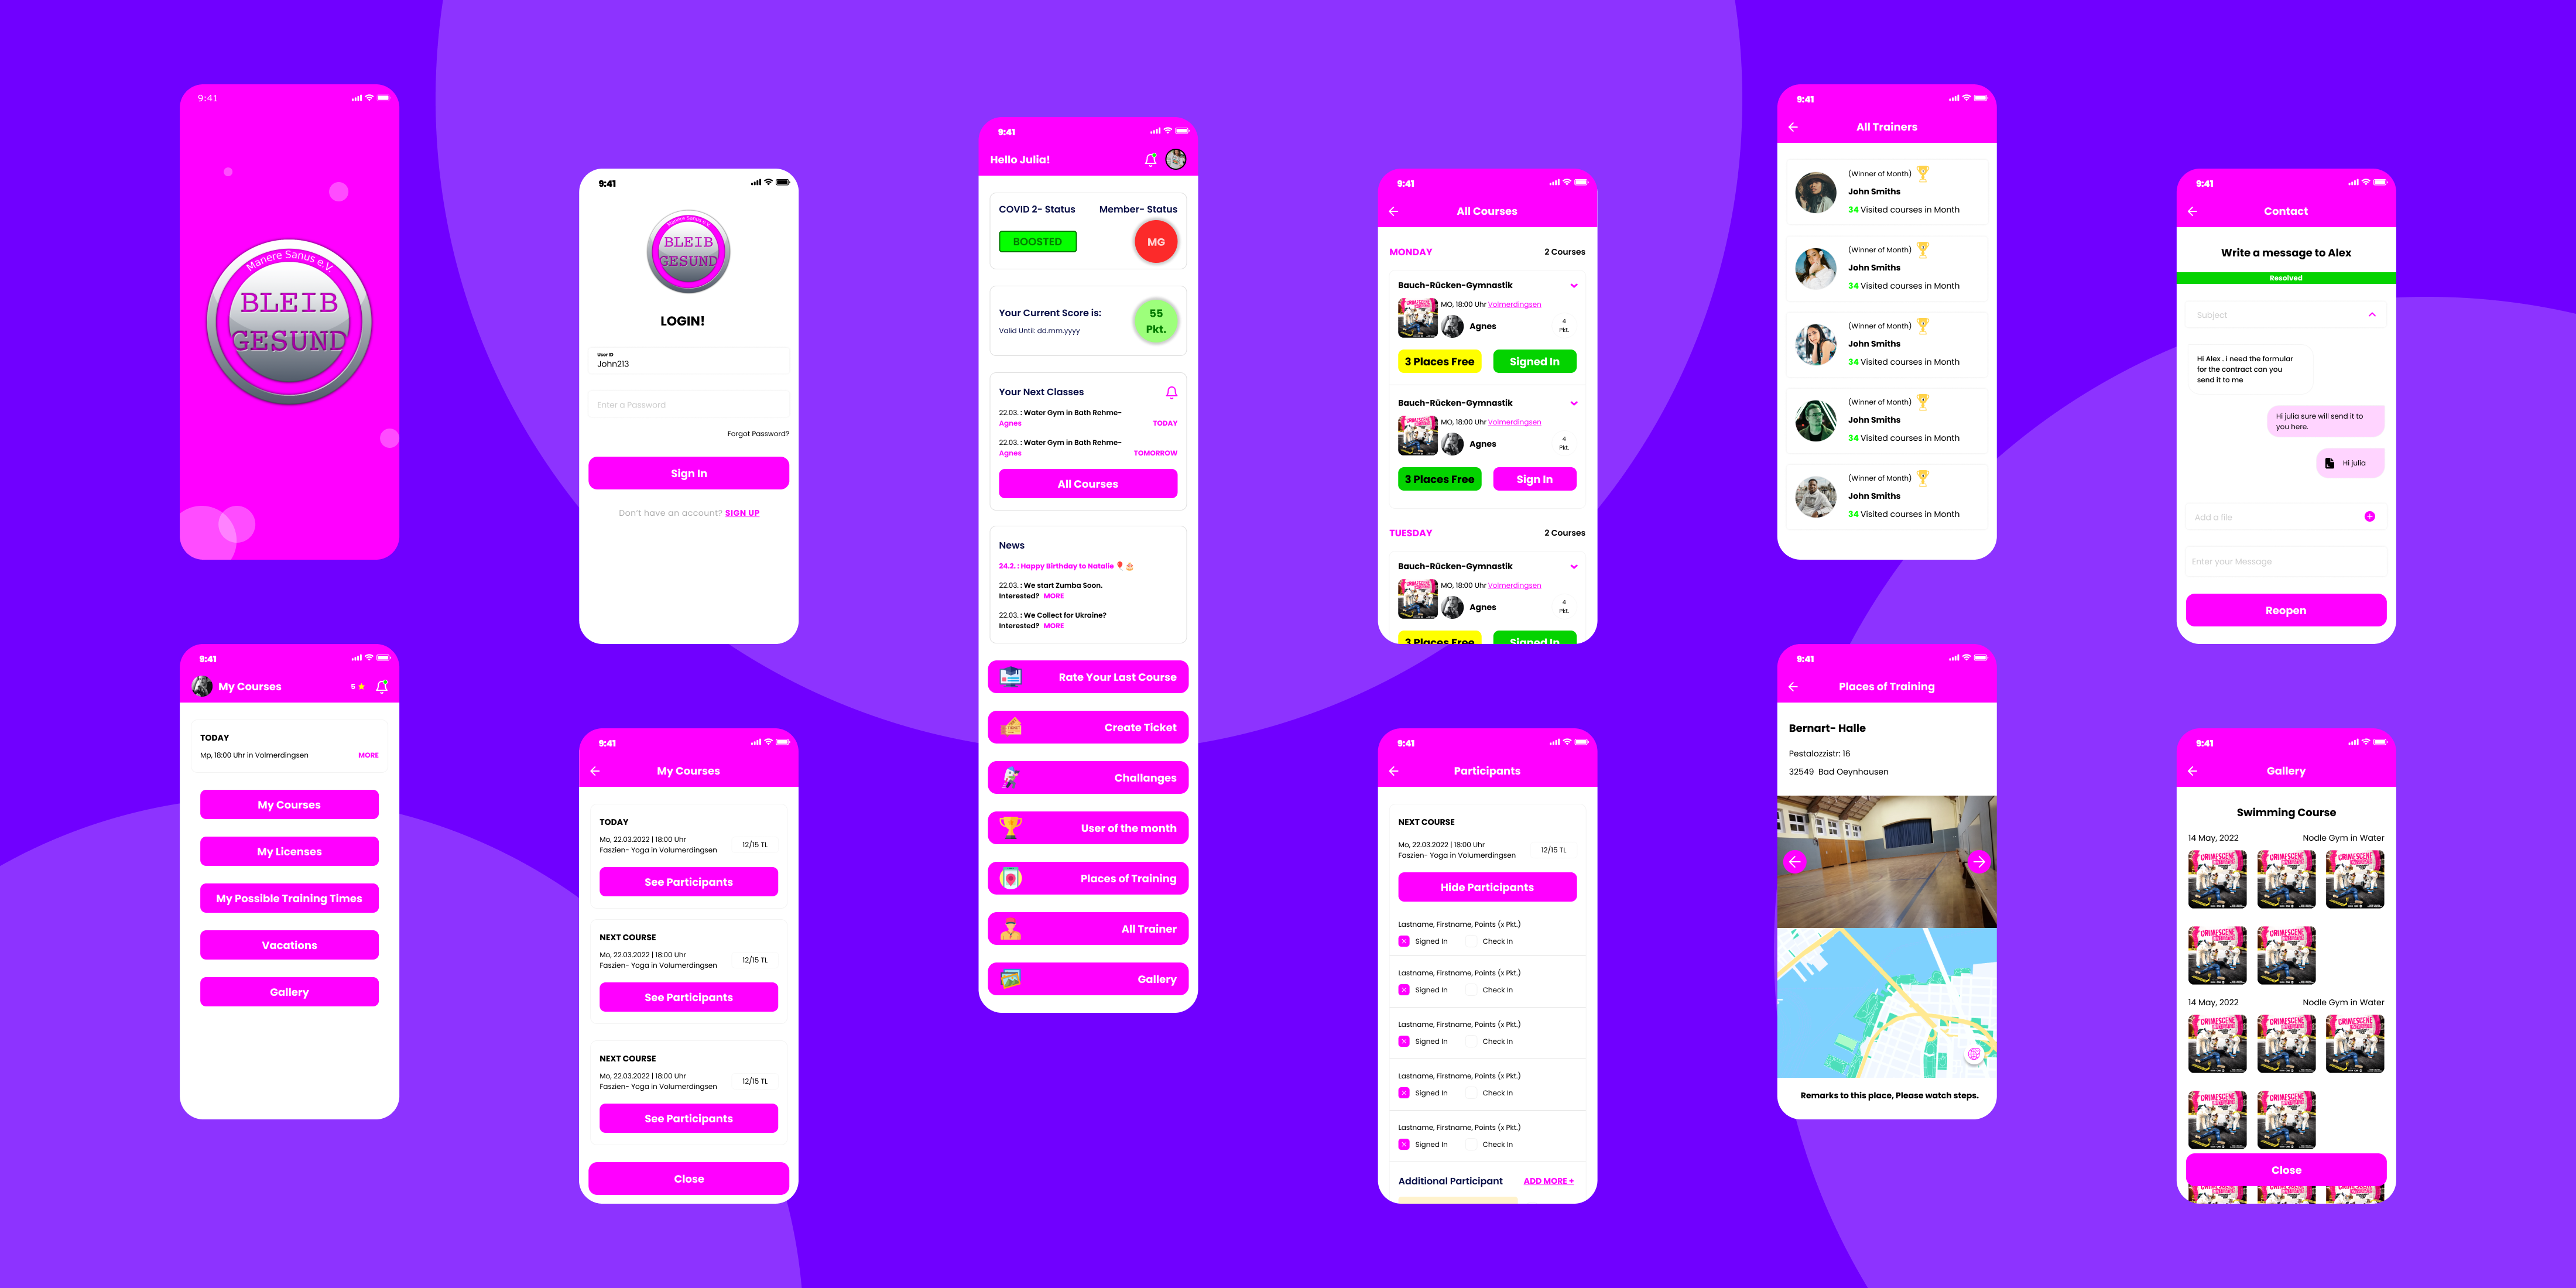 9:41
Manere Sanus e.V.
BLEIB
GESUND
9:41
Manere Sanus e.V.
BLEIB
GESUND
LOGIN!
User ID
John213
Enter a Password
Forgot Password?
Sign In
Don't have an account? SIGN UP
9:41
Hello Julia!
COVID 2- Status Member- Status
BOOSTED
MG
Your Current Score is:
Valid Until: dd.mm.yyyy
55
Pkt.
Your Next Classes
22.03. : Water Gym in Bath Rehme-
Agnes TODAY
22.03. : Water Gym in Bath Rehme-
Agnes TOMORROW
All Courses
News
24.2. : Happy Birthday to Natalie
22.03. : We start Zumba Soon.
Interested? MORE
22.03. : We Collect for Ukraine?
Interested? MORE
Rate Your Last Course
Create Ticket
Challanges
User of the month
Places of Training
All Trainer
Gallery
9:41
All Courses
MONDAY 2 Courses
Bauch-Rücken-Gymnastik
MO, 18:00 Uhr Volmerdingsen
Agnes
4
Pkt.
3 Places Free Signed In
Bauch-Rücken-Gymnastik
MO, 18:00 Uhr Volmerdingsen
Agnes
4
Pkt.
3 Places Free Sign In
TUESDAY 2 Courses
Bauch-Rücken-Gymnastik
MO, 18:00 Uhr Volmerdingsen
Agnes
4
Pkt.
3 Places Free Signed In
9:41
All Trainers
(Winner of Month)
John Smiths
34 Visited courses in Month
(Winner of Month)
John Smiths
34 Visited courses in Month
(Winner of Month)
John Smiths
34 Visited courses in Month
(Winner of Month)
John Smiths
34 Visited courses in Month
(Winner of Month)
John Smiths
34 Visited courses in Month
9:41
Contact
Write a message to Alex
Resolved
Subject
Hi Alex . i need the formular
for the contract can you
send it to me
Hi julia sure will send it to
you here.
Hi julia
Add a file
Enter your Message
Reopen
9:41
My Courses 5
TODAY
Mp, 18:00 Uhr in Volmerdingsen MORE
My Courses
My Licenses
My Possible Training Times
Vacations
Gallery
9:41
My Courses
TODAY
Mo, 22.03.2022 | 18:00 Uhr
Faszien- Yoga in Volumerdingsen
12/15 TL
See Participants
NEXT COURSE
Mo, 22.03.2022 | 18:00 Uhr
Faszien- Yoga in Volumerdingsen
12/15 TL
See Participants
NEXT COURSE
Mo, 22.03.2022 | 18:00 Uhr
Faszien- Yoga in Volumerdingsen
12/15 TL
See Participants
Close
9:41
Participants
NEXT COURSE
Mo, 22.03.2022 | 18:00 Uhr
Faszien- Yoga in Volumerdingsen
12/15 TL
Hide Participants
Lastname, Firstname, Points (x Pkt.)
Signed In Check In
Lastname, Firstname, Points (x Pkt.)
Signed In Check In
Lastname, Firstname, Points (x Pkt.)
Signed In Check In
Lastname, Firstname, Points (x Pkt.)
Signed In Check In
Lastname, Firstname, Points (x Pkt.)
Signed In Check In
Additional Participant ADD MORE +
9:41
Places of Training
Bernart- Halle
Pestalozzistr: 16
32549 Bad Oeynhausen
Remarks to this place, Please watch steps.
9:41
Gallery
Swimming Course
14 May, 2022 Nodle Gym in Water
CRIMESCENE CRIMESCENE CRIMESCENE
CRIMESCENE CRIMESCENE
14 May, 2022 Nodle Gym in Water
CRIMESCENE CRIMESCENE CRIMESCENE
CRIMESCENE CRIMESCENE
Close